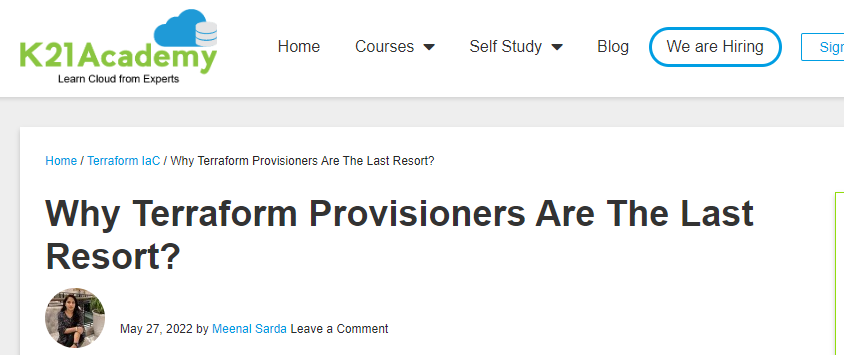 K21Academy
Learn Cloud from Experts
Home Courses Self Study Blog We are Hiring
Home / Terraform IaC / Why Terraform Provisioners Are The Last Resort?
Why Terraform Provisioners Are The Last
Resort?
May 27, 2022 by Meenal Sarda Leave a Comment